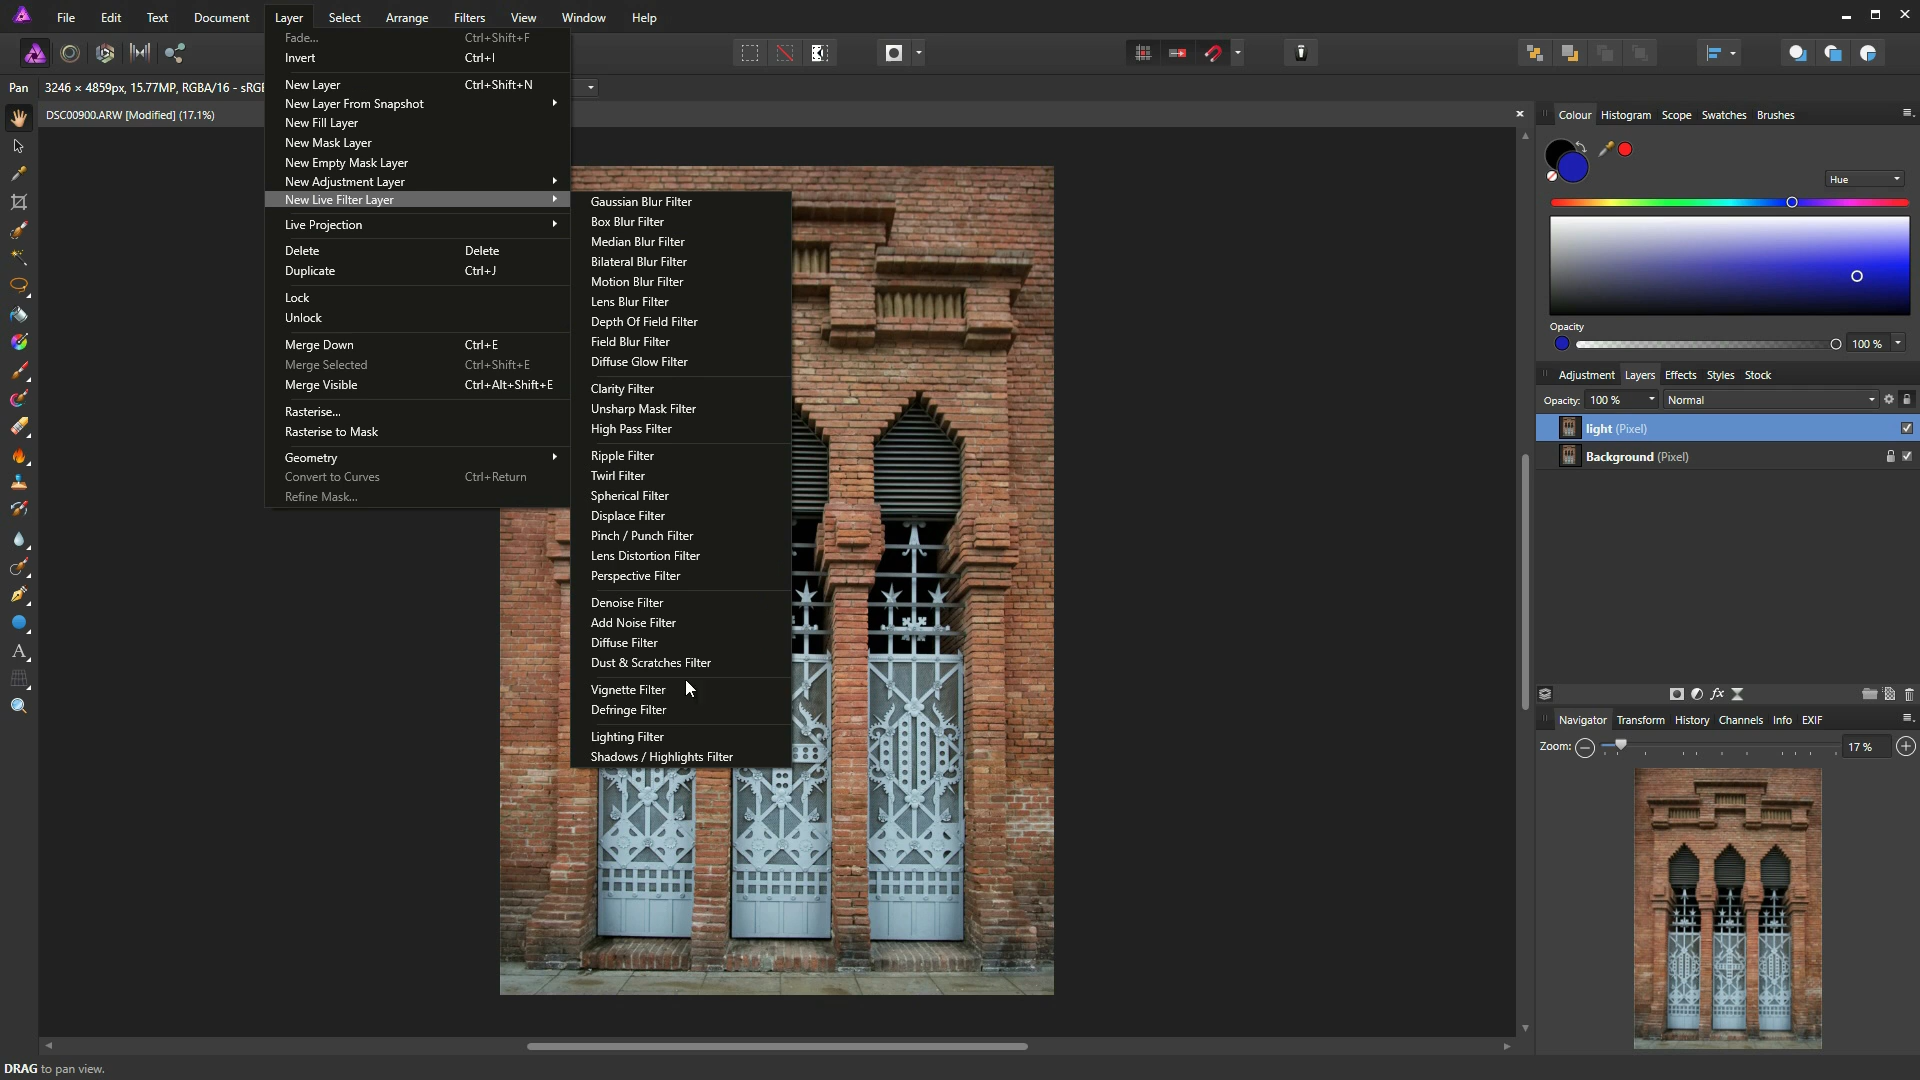 File Edit Text Document Layer Select Arrange Filters View Window Help
Pan 3246 × 4859px, 15.77MP, RGBA/16 - sRGB
DSC00900.ARW [Modified] (17.1%)
Fade... Ctrl+Shift+F
Invert Ctrl+I
New Layer Ctrl+Shift+N
New Layer From Snapshot
New Fill Layer
New Mask Layer
New Empty Mask Layer
New Adjustment Layer
New Live Filter Layer
Live Projection
Delete Delete
Duplicate Ctrl+J
Lock
Unlock
Merge Down Ctrl+E
Merge Selected Ctrl+Shift+E
Merge Visible Ctrl+Alt+Shift+E
Rasterise...
Rasterise to Mask
Geometry
Convert to Curves Ctrl+Return
Refine Mask...
Gaussian Blur Filter
Box Blur Filter
Median Blur Filter
Bilateral Blur Filter
Motion Blur Filter
Lens Blur Filter
Depth Of Field Filter
Field Blur Filter
Diffuse Glow Filter
Clarity Filter
Unsharp Mask Filter
High Pass Filter
Ripple Filter
Twirl Filter
Spherical Filter
Displace Filter
Pinch / Punch Filter
Lens Distortion Filter
Perspective Filter
Denoise Filter
Add Noise Filter
Diffuse Filter
Dust & Scratches Filter
Vignette Filter
Defringe Filter
Lighting Filter
Shadows / Highlights Filter
Colour Histogram Scope Swatches Brushes
Hue
Opacity
100 %
Adjustment Layers Effects Styles Stock
Opacity: 100 % Normal
light (Pixel)
Background (Pixel)
fx
Navigator Transform History Channels Info EXIF
Zoom: 17 %
DRAG to pan view.